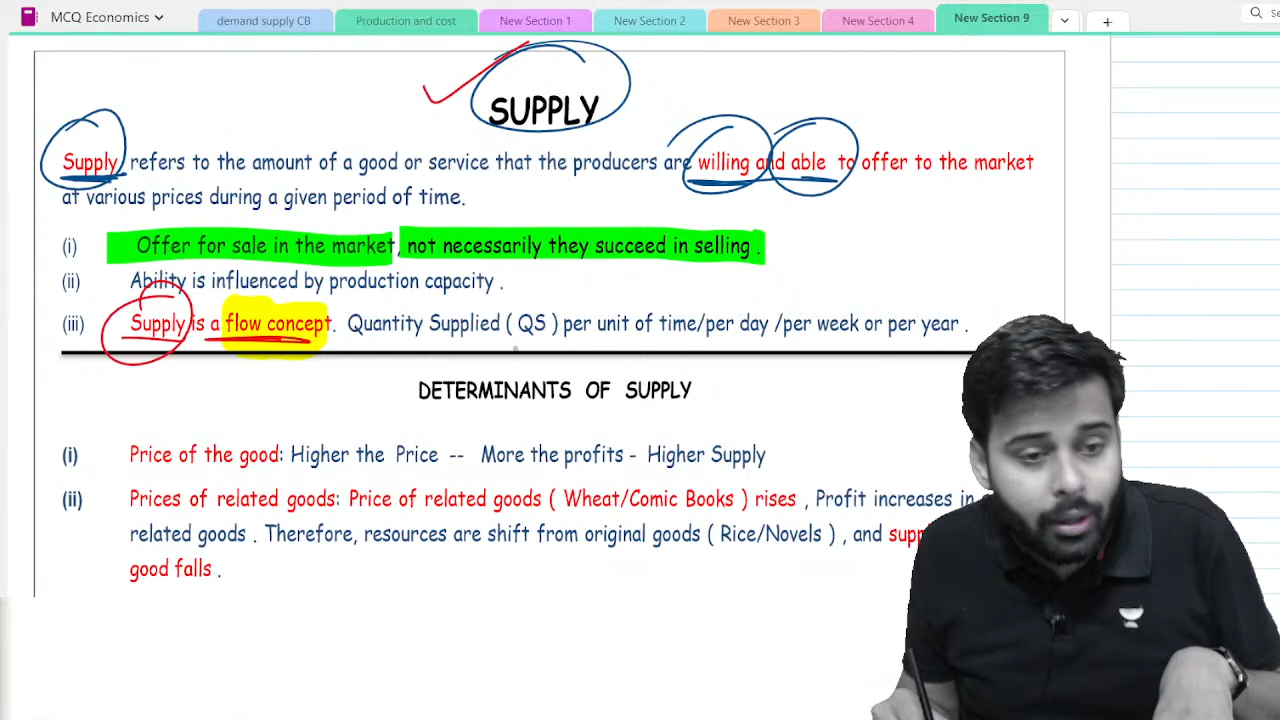 MCQ Economics
demand supply CB
Production and cost
New Section 1
New Section 2
New Section 3
New Section 4
New Section 9
SUPPLY
Supply refers to the amount of a good or service that the producers are willing and able to offer to the market
at various prices during a given period of time.
(i) Offer for sale in the market, not necessarily they succeed in selling .
(ii) Ability is influenced by production capacity .
(iii) Supply is a flow concept. Quantity Supplied ( QS ) per unit of time/per day /per week or per year .
DETERMINANTS OF SUPPLY
(i) Price of the good: Higher the Price -- More the profits - Higher Supply
(ii) Prices of related goods: Price of related goods ( Wheat/Comic Books ) rises , Profit increases in
related goods . Therefore, resources are shift from original goods ( Rice/Novels ) , and
good falls .